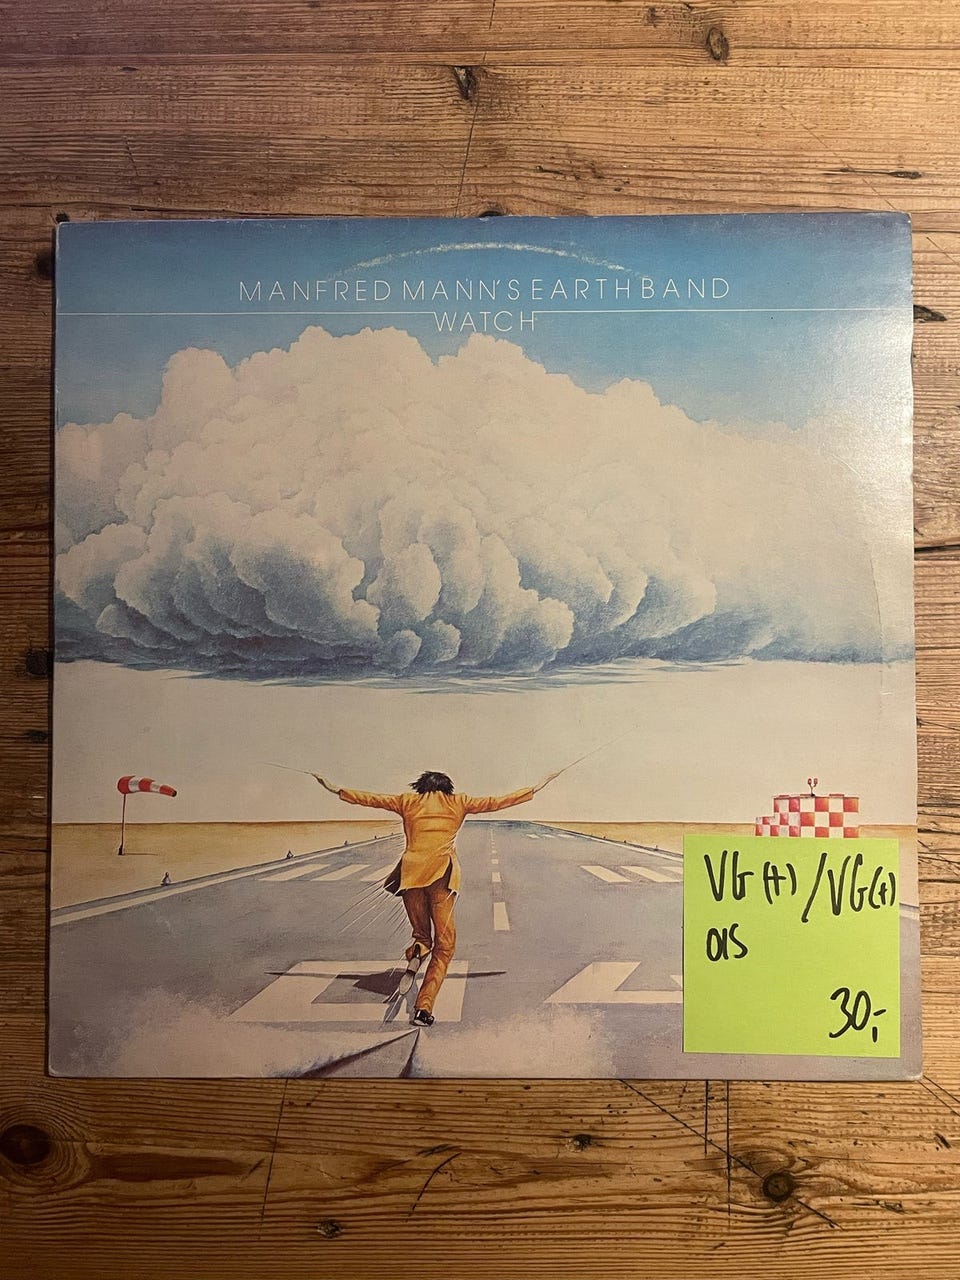 MANFRED MANN'S EARTH BAND
WATCH
VG (+) / VG(+)
OIS
30,-